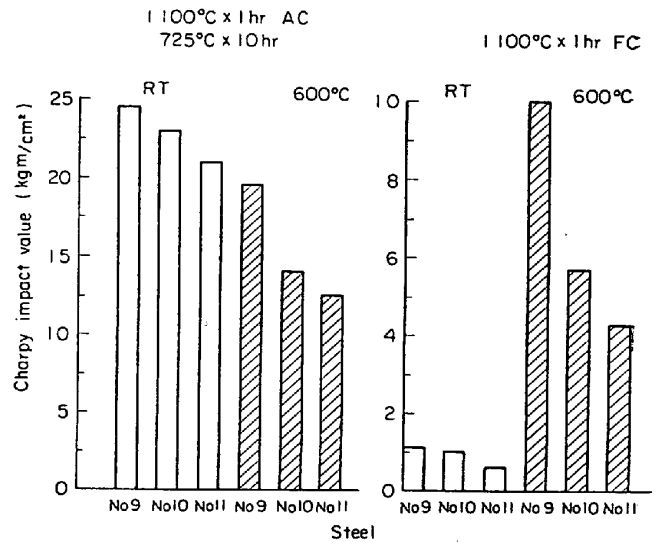 1100°C x 1hr AC
725°C x 10hr
RT
600°C
25
20
15
10
5
0
Charpy impact value (kgm/cm²)
No9 No10 No11 No9 No10 No11
1100°C x 1hr FC
RT
600°C
10
8
6
4
2
0
No9 No10 No11 No9 No10 No11
Steel